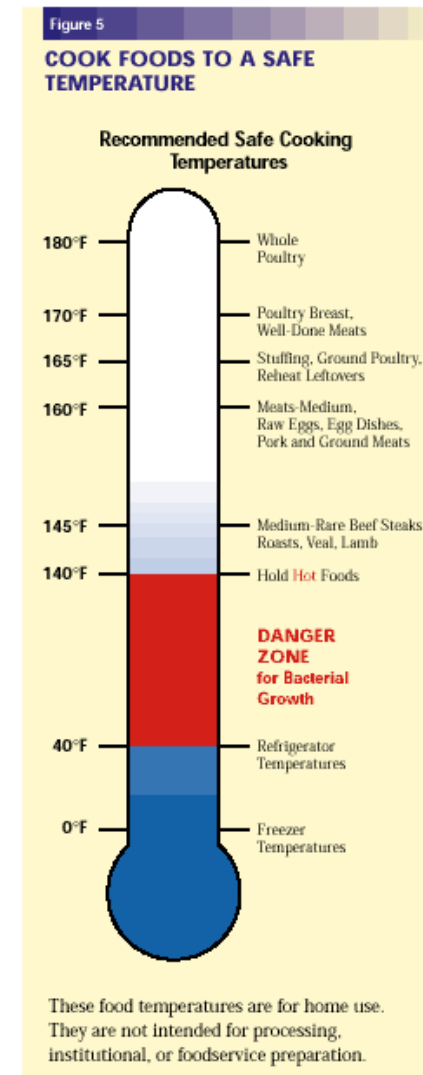 Figure 5
COOK FOODS TO A SAFE
TEMPERATURE
Recommended Safe Cooking
Temperatures
180°F
Whole
Poultry
170°F
Poultry Breast,
Well-Done Meats
165°F
Stuffing, Ground Poultry,
Reheat Leftovers
160°F
Meats-Medium,
Raw Eggs, Egg Dishes,
Pork and Ground Meats
145°F
Medium-Rare Beef Steaks
Roasts, Veal, Lamb
140°F
Hold Hot Foods
DANGER
ZONE
for Bacterial
Growth
40°F
Refrigerator
Temperatures
0°F
Freezer
Temperatures
These food temperatures are for home use.
They are not intended for processing,
institutional, or foodservice preparation.